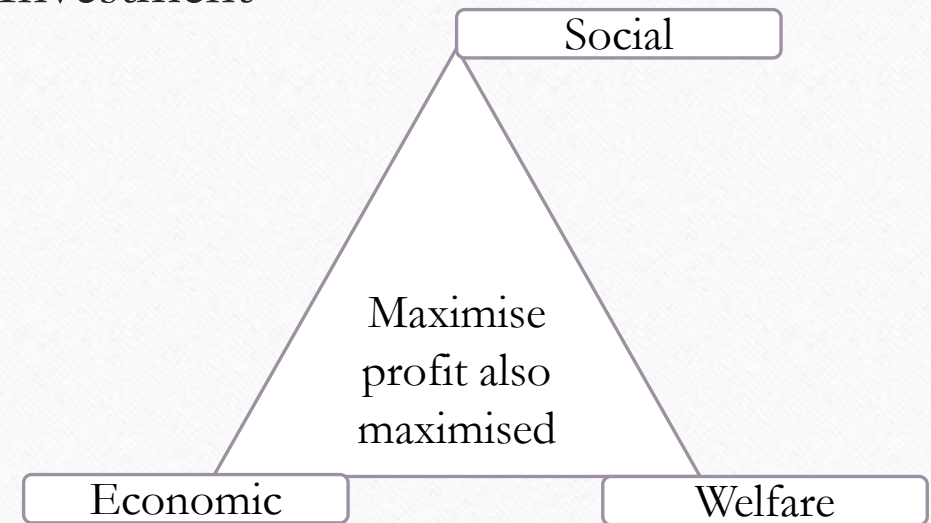 Investment
Social
Maximise
profit also
maximised
Economic
Welfare